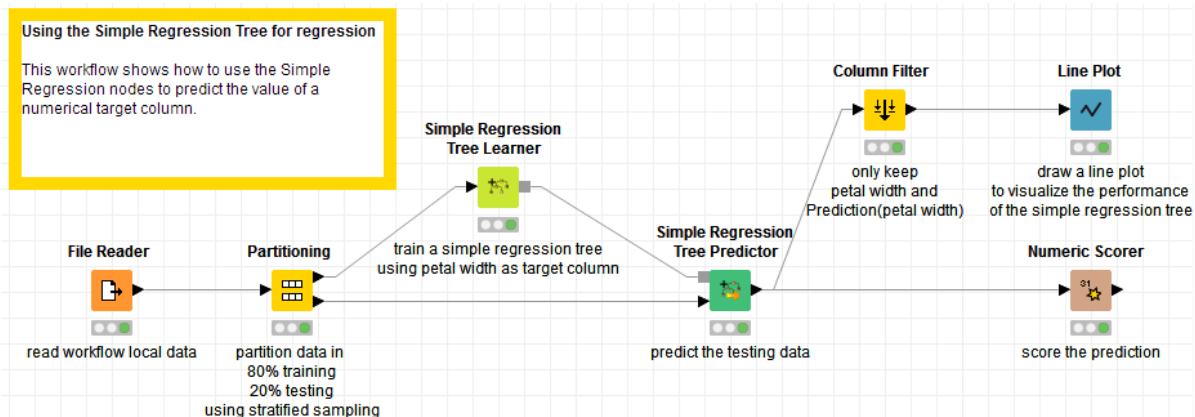 Using the Simple Regression Tree for regression
This workflow shows how to use the Simple
Regression nodes to predict the value of a
numerical target column.
Column Filter
only keep
petal width and
Prediction(petal width)
Line Plot
draw a line plot
to visualize the performance
of the simple regression tree
Simple Regression
Tree Learner
train a simple regression tree
using petal width as target column
File Reader
read workflow local data
Partitioning
partition data in
80% training
20% testing
using stratified sampling
Simple Regression
Tree Predictor
predict the testing data
Numeric Scorer
31
score the prediction